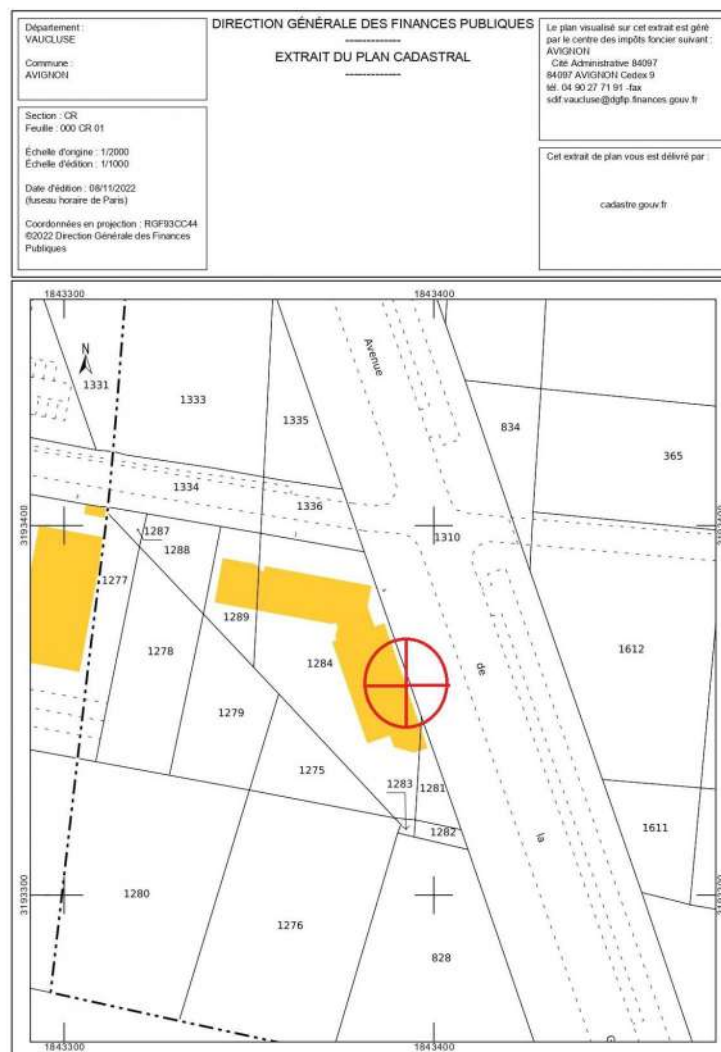 Département :
VAUCLUSE
Commune :
AVIGNON
Section : CR
Feuille : 000 CR 01
Échelle d'origine : 1/2000
Échelle d'édition : 1/1000
Date d'édition : 08/11/2022
(fuseau horaire de Paris)
Coordonnées en projection : RGF93CC44
©2022 Direction Générale des Finances
Publiques
DIRECTION GÉNÉRALE DES FINANCES PUBLIQUES
-------------
EXTRAIT DU PLAN CADASTRAL
-------------
Le plan visualisé sur cet extrait est géré
par le centre des impôts foncier suivant :
AVIGNON
Cité Administrative 84097
84097 AVIGNON Cedex 9
tél. 04 90 27 71 91 -fax
sdif.vaucluse@dgfip.finances.gouv.fr
Cet extrait de plan vous est délivré par :
cadastre.gouv.fr
1843300
1843400
N
Avenue
1331
1333
1335
834
365
1334
1336
3193400
3193400
1310
1287
1288
1277
1289
1278
1284
1612
de
1279
1275
1283
1281
1282
1611
la
3193300
3193300
1280
1276
828
G
1843300
1843400